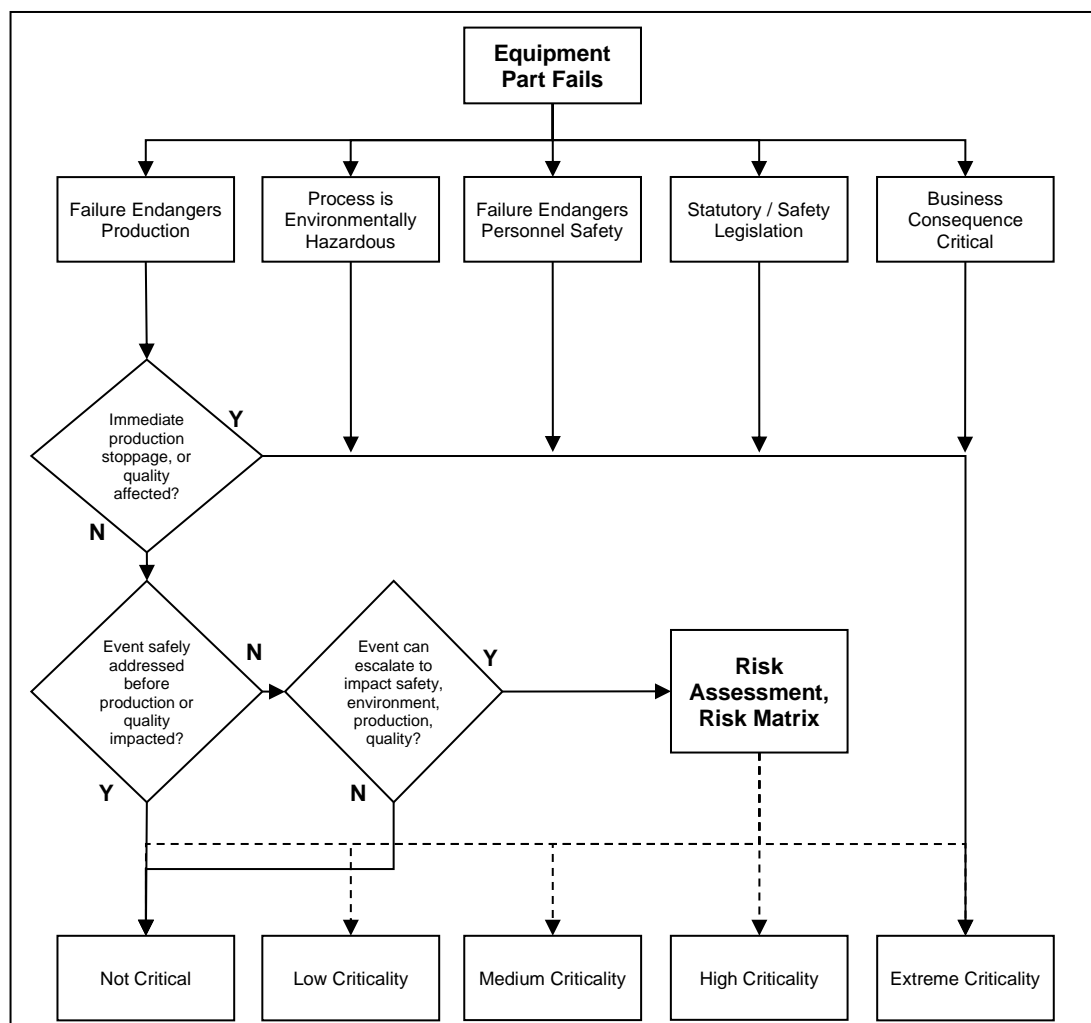 Equipment
Part Fails
Failure Endangers
Production
Process is
Environmentally
Hazardous
Failure Endangers
Personnel Safety
Statutory / Safety
Legislation
Business
Consequence
Critical
Immediate
production
stoppage, or
quality
affected?
Y
N
Event safely
addressed
before
production or
quality
impacted?
N
Y
Event can
escalate to
impact safety,
environment,
production,
quality?
Y
N
Risk
Assessment,
Risk Matrix
Not Critical
Low Criticality
Medium Criticality
High Criticality
Extreme Criticality